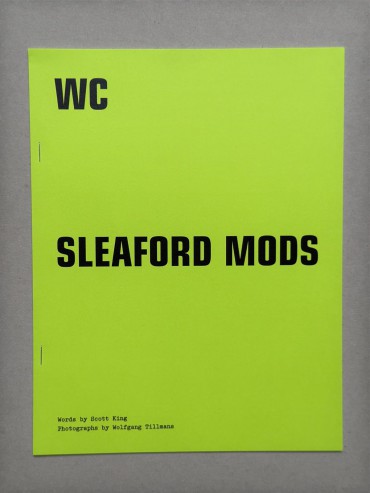 WC
SLEAFORD MODS
Words by Scott King
Photographs by Wolfgang Tillmans